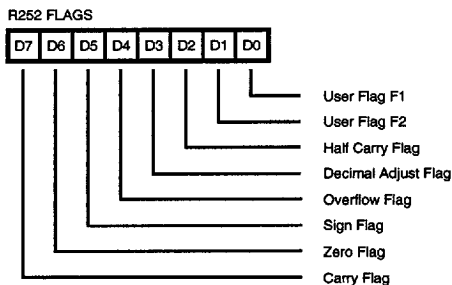 R252 FLAGS
D7 D6 D5 D4 D3 D2 D1 D0
User Flag F1
User Flag F2
Half Carry Flag
Decimal Adjust Flag
Overflow Flag
Sign Flag
Zero Flag
Carry Flag